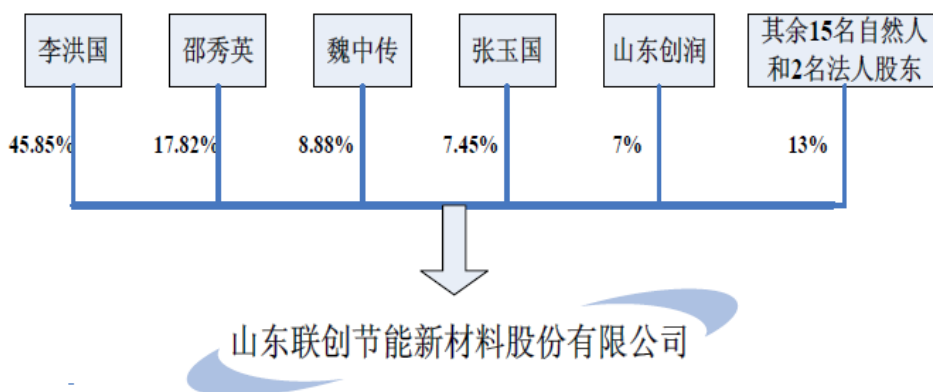 李洪国
邵秀英
魏中传
张玉国
山东创润
其余15名自然人
和2名法人股东
45.85%
17.82%
8.88%
7.45%
7%
13%
山东联创节能新材料股份有限公司